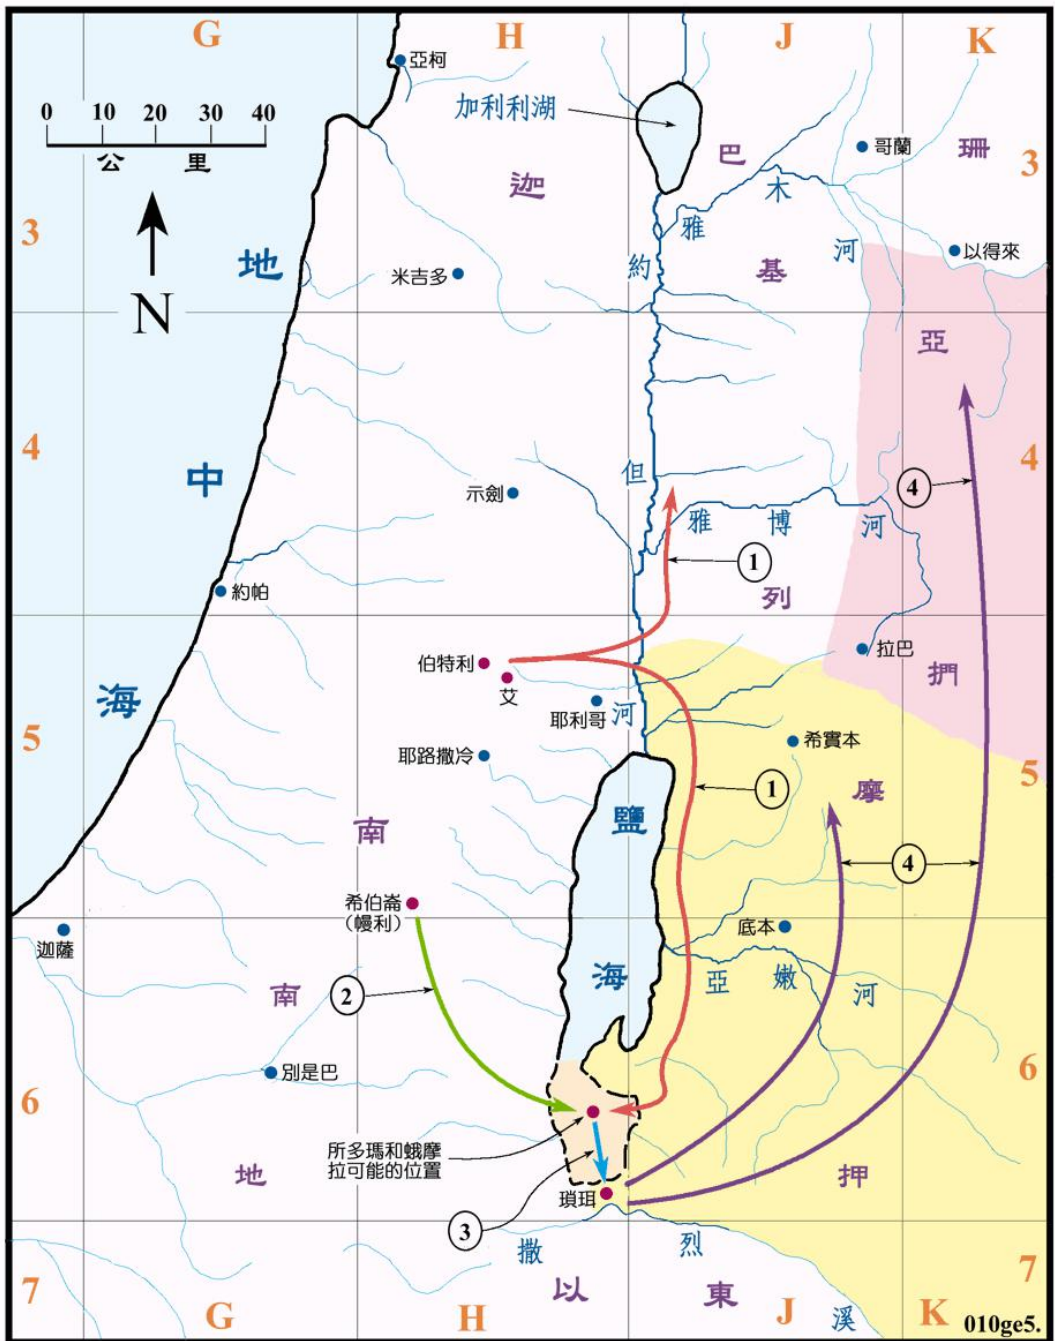 G
H
J
K
亞柯
0 10 20 30 40
公里
加利利湖
哥蘭
珊
巴
3
迦
木
雅
河
3
地
約
以得來
N
米吉多
基
亞
4
4
中
示劍
但
④
雅博河
①
約帕
列
伯特利
艾
拉巴
捫
海
耶利哥
河
5
耶路撒冷
希實本
5
①
摩
鹽
南
④
希伯崙
(幔利)
迦薩
底本
②
南
海
亞嫩河
別是巴
6
6
所多瑪和蛾摩
拉可能的位置
地
押
瑣珥
③
撒烈溪
7
7
以東
G
H
J
K
010ge5.